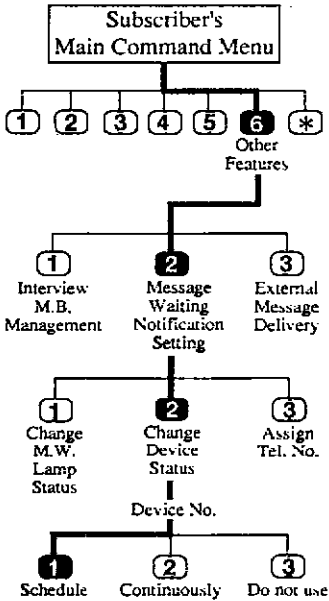 Subscriber's
Main Command Menu
1 2 3 4 5 6 *
Other
Features
1 2 3
Interview Message External
M.B. Waiting Message
Management Notification Delivery
Setting
1 2 3
Change Change Assign
M.W. Device Tel. No.
Lamp Status
Status
Device No.
1 2 3
Schedule Continuously Do not use